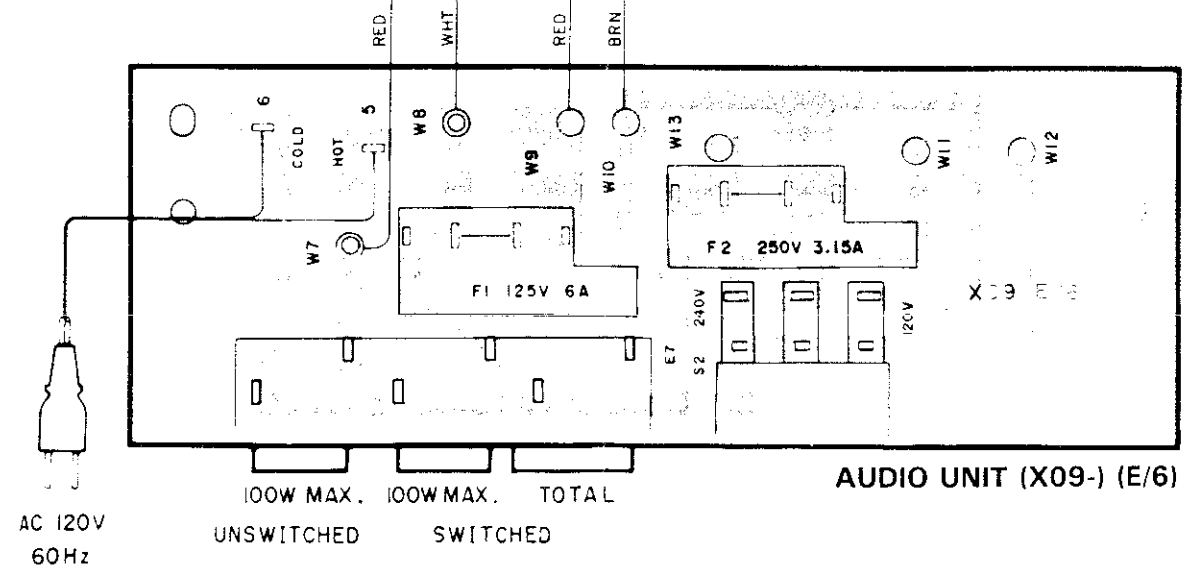 RED
WHT
RED
BRN
6
COLD
HOT
5
W8
W9
W10
W13
W11
W12
W7
F1 125V 6A
F2 250V 3.15A
240V
120V
E7
S2
AUDIO UNIT (X09-) (E/6)
100W MAX. 100W MAX. TOTAL
UNSWITCHED SWITCHED
AC 120V
60Hz